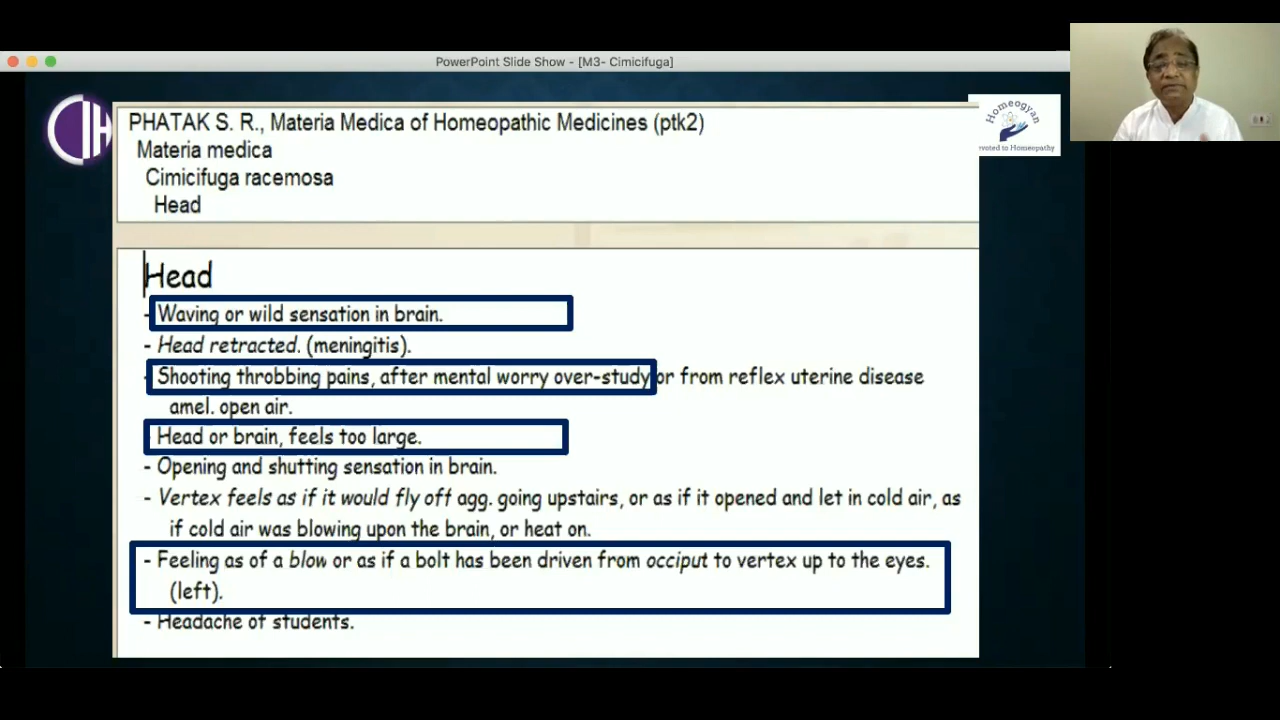 PowerPoint Slide Show - [M3- Cimicifuga]
IH
Homeogyan
evoted to Homeopathy
PHATAK S. R., Materia Medica of Homeopathic Medicines (ptk2)
Materia medica
Cimicifuga racemosa
Head
Head
- Waving or wild sensation in brain.
- Head retracted. (meningitis).
- Shooting throbbing pains, after mental worry over-study or from reflex uterine disease
amel. open air.
- Head or brain, feels too large.
- Opening and shutting sensation in brain.
- Vertex feels as if it would fly off agg. going upstairs, or as if it opened and let in cold air, as
if cold air was blowing upon the brain, or heat on.
- Feeling as of a blow or as if a bolt has been driven from occiput to vertex up to the eyes.
(left).
- Headache of students.